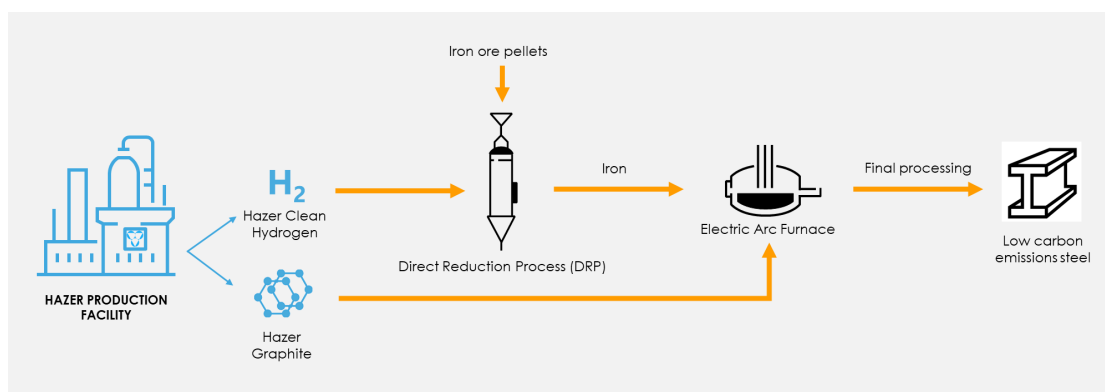 Iron ore pellets
Iron
Final processing
H2
Hazer Clean
Hydrogen
Electric Arc Furnace
Low carbon
emissions steel
Direct Reduction Process (DRP)
HAZER PRODUCTION
FACILITY
Hazer
Graphite